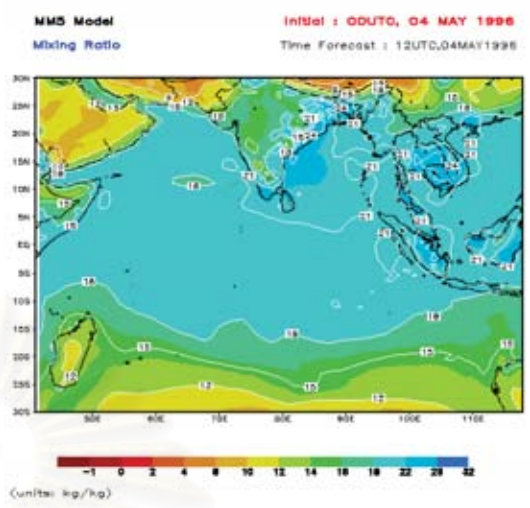 MM5 Model
Initial : 00UTC, 04 MAY 1996
Mixing Ratio
Time Forecast : 12UTC,04MAY1996
30N
25N
20N
15N
10N
5N
EQ
5S
10S
15S
20S
25S
30S
50E 60E 70E 80E 90E 100E 110E
-1 0 2 4 8 10 12 14 16 18 22 28 32
(units: kg/kg)